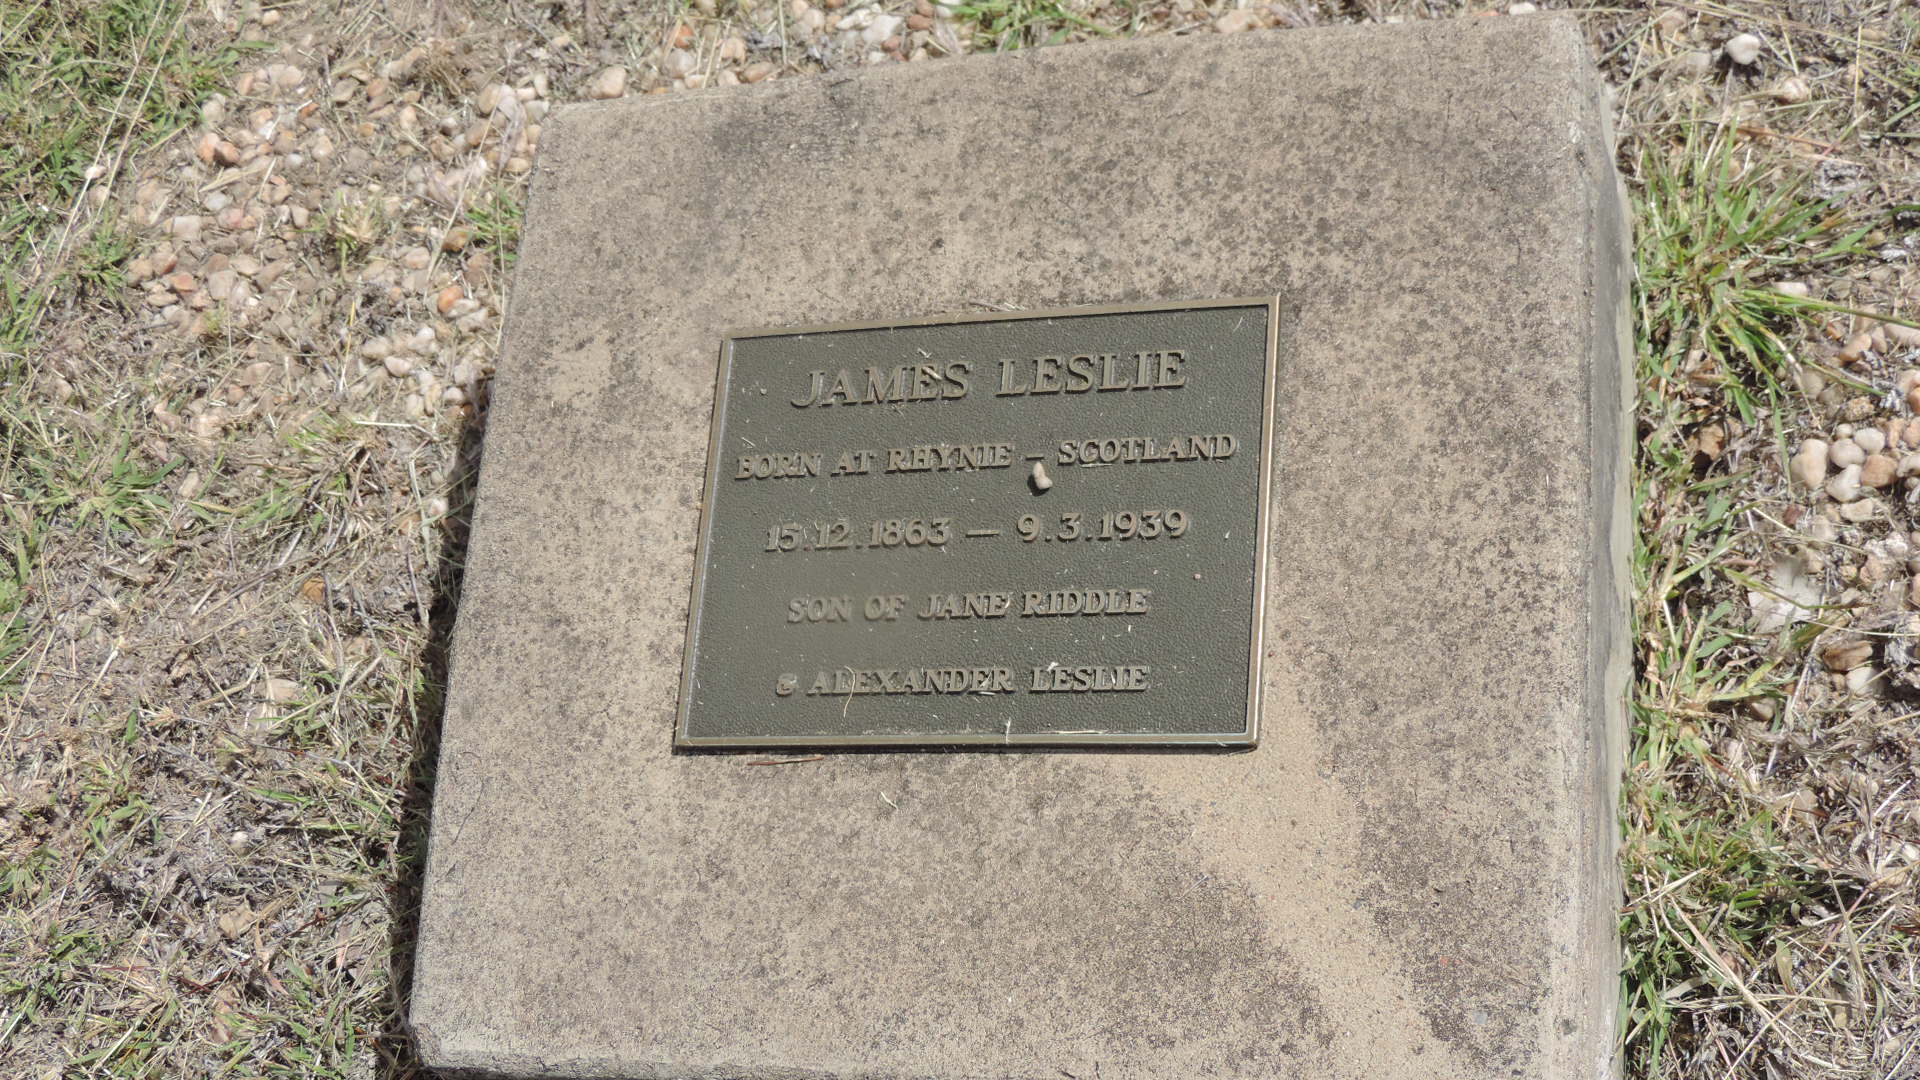 JAMES LESLIE
BORN AT RHYNIE – SCOTLAND
15.12.1863 — 9.3.1939
SON OF JANE RIDDLE
& ALEXANDER LESLIE